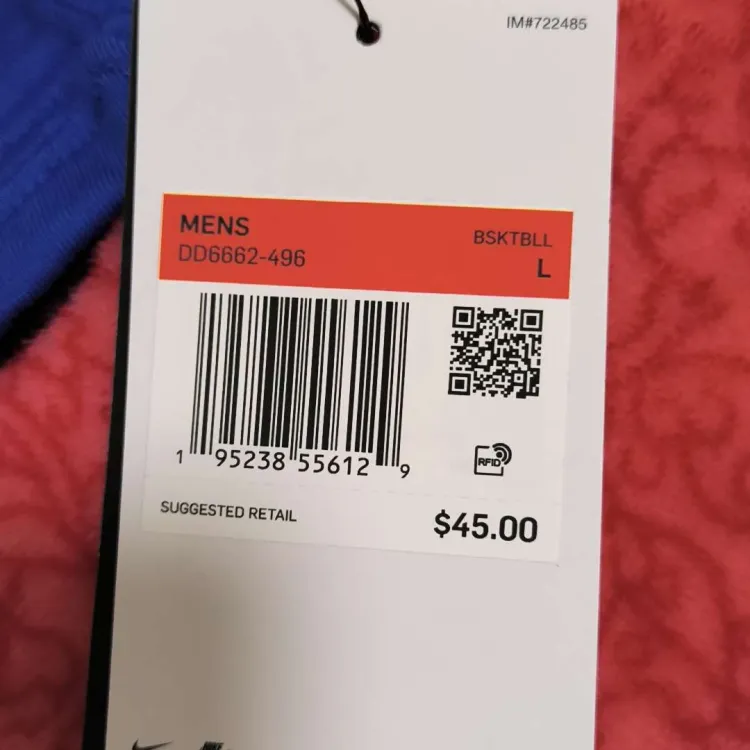 IM#722485
MENS
BSKTBLL
DD6662-496
L
1 95238 55612 9
RFID
SUGGESTED RETAIL
$45.00